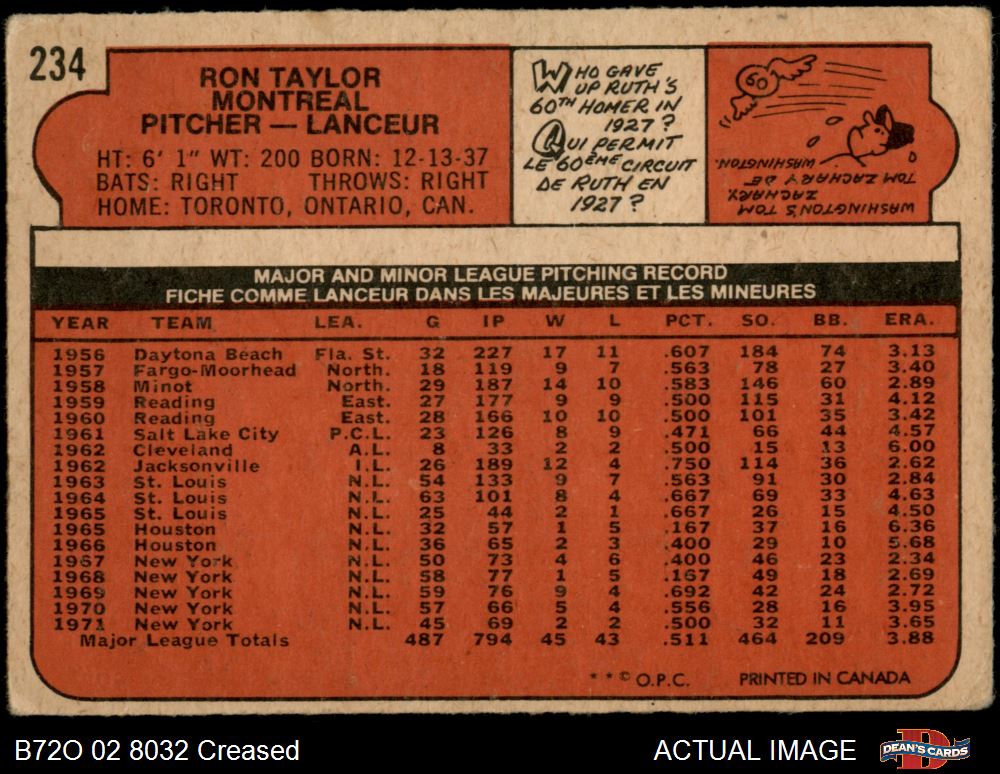 234
RON TAYLOR
MONTREAL
PITCHER — LANCEUR
HT: 6' 1" WT: 200 BORN: 12-13-37
BATS: RIGHT THROWS: RIGHT
HOME: TORONTO, ONTARIO, CAN.
WHO GAVE
UP RUTH'S
60TH HOMER IN
1927?
QUI PERMIT
LE 60EME CIRCUIT
DE RUTH EN
1927?
60
WASHINGTON'S TOM
ZACHARY.
TOM ZACHARY DE
WASHINGTON.
MAJOR AND MINOR LEAGUE PITCHING RECORD
FICHE COMME LANCEUR DANS LES MAJEURES ET LES MINEURES
YEAR TEAM LEA. G IP W L PCT. SO. BB. ERA.
1956 Daytona Beach Fla. St. 32 227 17 11 .607 184 74 3.13
1957 Fargo-Moorhead North. 18 119 9 7 .563 78 27 3.40
1958 Minot North. 29 187 14 10 .583 146 60 2.89
1959 Reading East. 27 177 9 9 .500 115 31 4.12
1960 Reading East. 28 166 10 10 .500 101 35 3.42
1961 Salt Lake City P.C.L. 23 126 8 9 .471 66 44 4.57
1962 Cleveland A.L. 8 33 2 2 .500 15 13 6.00
1962 Jacksonville I.L. 26 189 12 4 .750 114 36 2.62
1963 St. Louis N.L. 54 133 9 7 .563 91 30 2.84
1964 St. Louis N.L. 63 101 8 4 .667 69 33 4.63
1965 St. Louis N.L. 25 44 2 1 .667 26 15 4.50
1965 Houston N.L. 32 57 1 5 .167 37 16 6.36
1966 Houston N.L. 36 65 2 3 .400 29 10 5.68
1967 New York N.L. 50 73 4 6 .400 46 23 2.34
1968 New York N.L. 58 77 1 5 .167 49 18 2.69
1969 New York N.L. 59 76 9 4 .692 42 24 2.72
1970 New York N.L. 57 66 5 4 .556 28 16 3.95
1971 New York N.L. 45 69 2 2 .500 32 11 3.65
Major League Totals 487 794 45 43 .511 464 209 3.88
* * © O.P.C. PRINTED IN CANADA
B72O 02 8032 Creased ACTUAL IMAGE DEAN'S CARDS